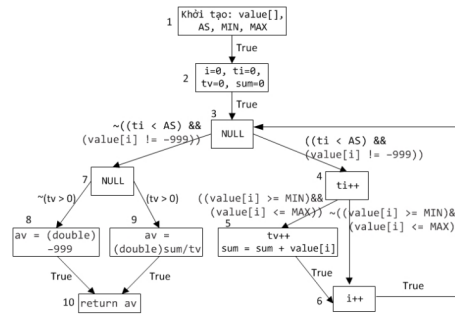 1
Khởi tạo: value[],
AS, MIN, MAX
True
2
i=0, ti=0,
tv=0, sum=0
True
3
NULL
~((ti < AS) &&
(value[i] != -999))
((ti < AS) &&
(value[i] != -999))
7
NULL
4
ti++
~(tv > 0)
(tv > 0)
((value[i] >= MIN)&&
(value[i] <= MAX))
~((value[i] >= MIN)&
(value[i] <= MAX)
8
av = (double)
-999
9
av =
(double)sum/tv
5
tv++
sum = sum + value[i]
True
True
True
10
return av
6
i++
True